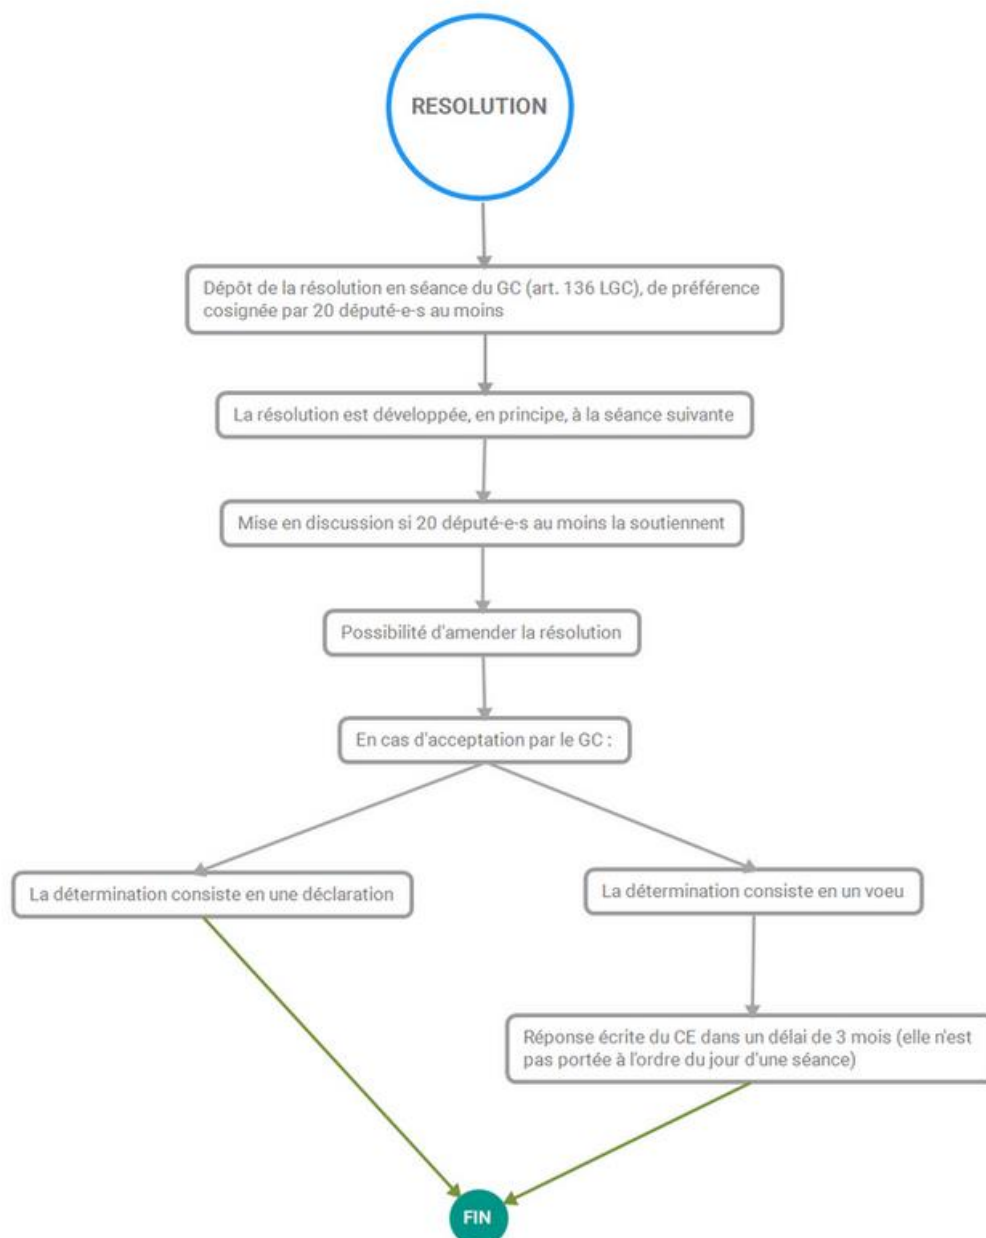 RESOLUTION
Dépôt de la résolution en séance du GC (art. 136 LGC), de préférence
cosignée par 20 député-e-s au moins
La résolution est développée, en principe, à la séance suivante
Mise en discussion si 20 député-e-s au moins la soutiennent
Possibilité d'amender la résolution
En cas d'acceptation par le GC :
La détermination consiste en une déclaration
La détermination consiste en un voeu
Réponse écrite du CE dans un délai de 3 mois (elle n'est
pas portée à l'ordre du jour d'une séance)
FIN